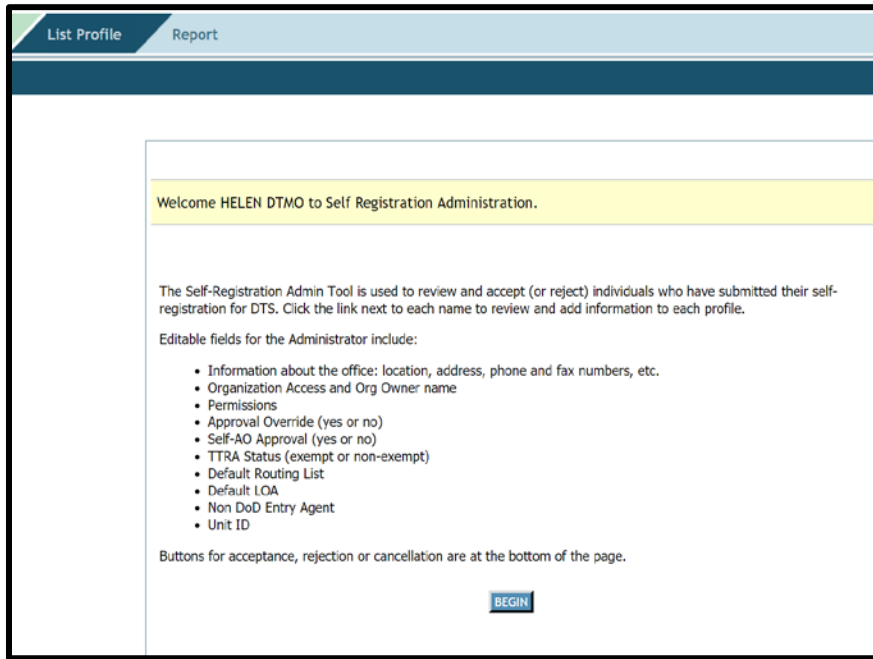 List Profile
Report
Welcome HELEN DTMO to Self Registration Administration.
The Self-Registration Admin Tool is used to review and accept (or reject) individuals who have submitted their self-
registration for DTS. Click the link next to each name to review and add information to each profile.
Editable fields for the Administrator include:
• Information about the office: location, address, phone and fax numbers, etc.
• Organization Access and Org Owner name
• Permissions
• Approval Override (yes or no)
• Self-AO Approval (yes or no)
• TTRA Status (exempt or non-exempt)
• Default Routing List
• Default LOA
• Non DoD Entry Agent
• Unit ID
Buttons for acceptance, rejection or cancellation are at the bottom of the page.
BEGIN